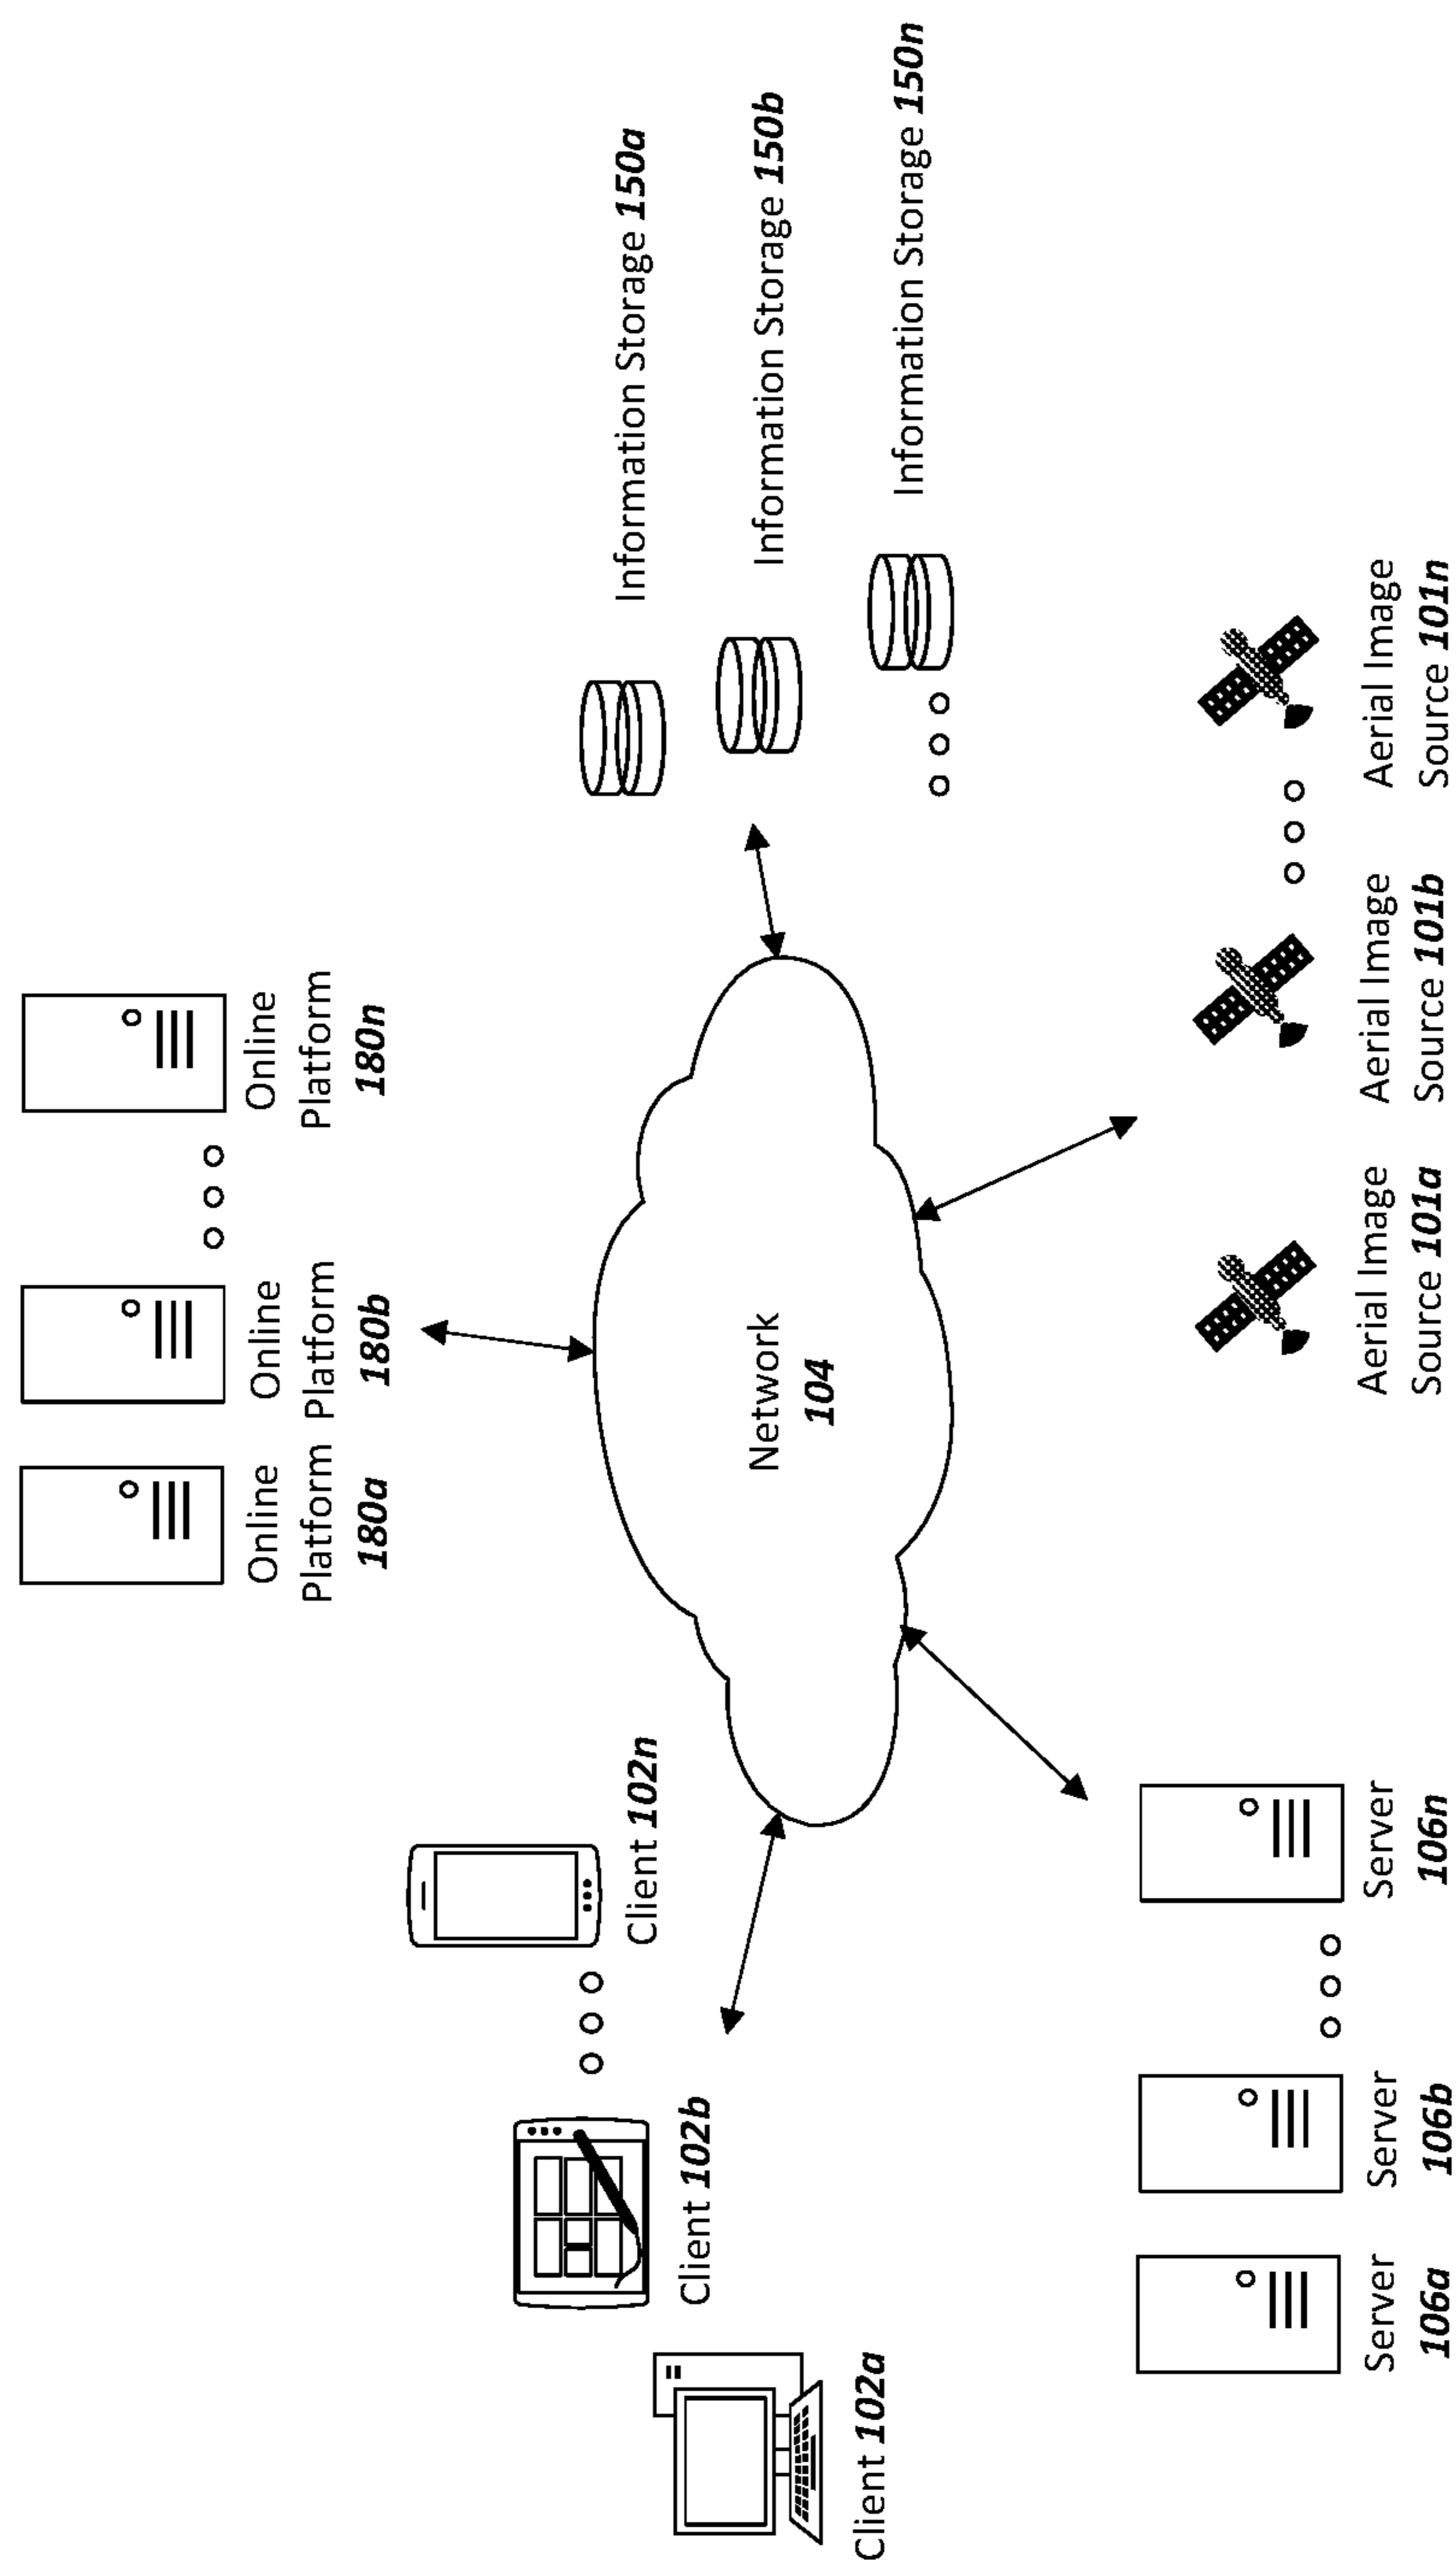 Online
Platform
180a
Online
Platform
180b
Online
Platform
180n
Client 102n
Client 102b
Client 102a
Information Storage 150a
Information Storage 150b
Information Storage 150n
Network
104
Server
106a
Server
106b
Server
106n
Aerial Image
Source 101a
Aerial Image
Source 101b
Aerial Image
Source 101n